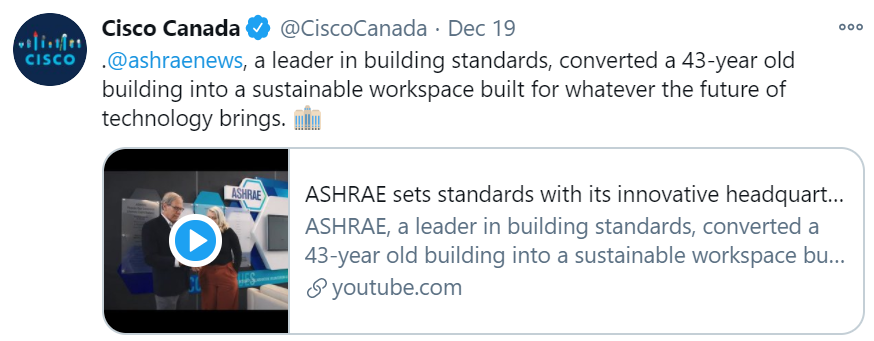 Cisco Canada @CiscoCanada · Dec 19
.@ashraenews, a leader in building standards, converted a 43-year old
building into a sustainable workspace built for whatever the future of
technology brings.
CISCO
ASHRAE
ASHRAE sets standards with its innovative headquart...
ASHRAE, a leader in building standards, converted a
43-year old building into a sustainable workspace bu...
youtube.com